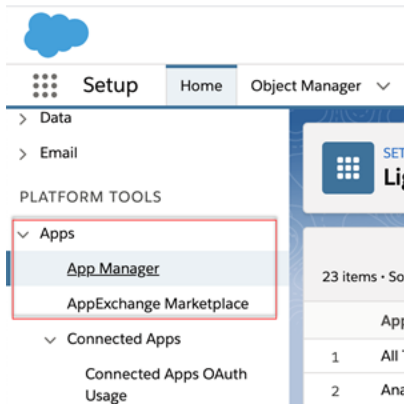 Setup
Home
Object Manager
Data
Email
PLATFORM TOOLS
Apps
App Manager
AppExchange Marketplace
Connected Apps
Connected Apps OAuth
Usage
23 items •
1
All
2